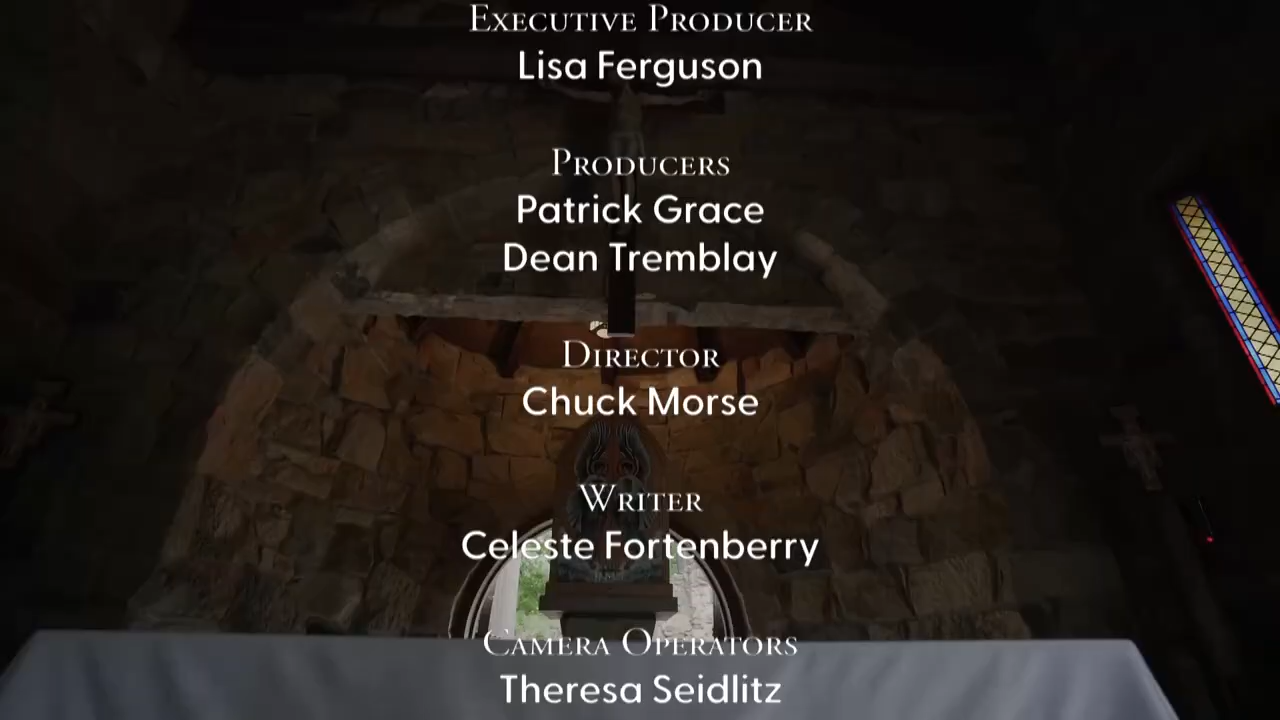 Executive Producer
Lisa Ferguson
Producers
Patrick Grace
Dean Tremblay
Director
Chuck Morse
Writer
Celeste Fortenberry
Camera Operators
Theresa Seidlitz